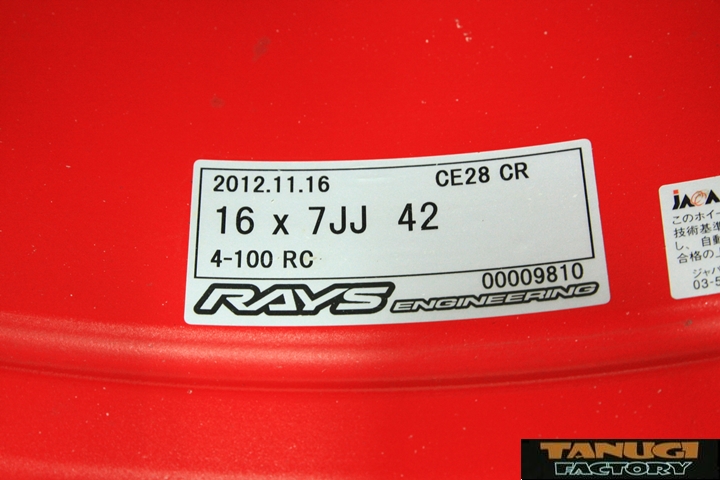 2012.11.16 CE28 CR
16 x 7JJ 42
4-100 RC
00009810
RAYS ENGINEERING
JAWA
このホイー
技術基準
し、自動
合格の上
ジャパ
03-5
TANUGI
FACTORY